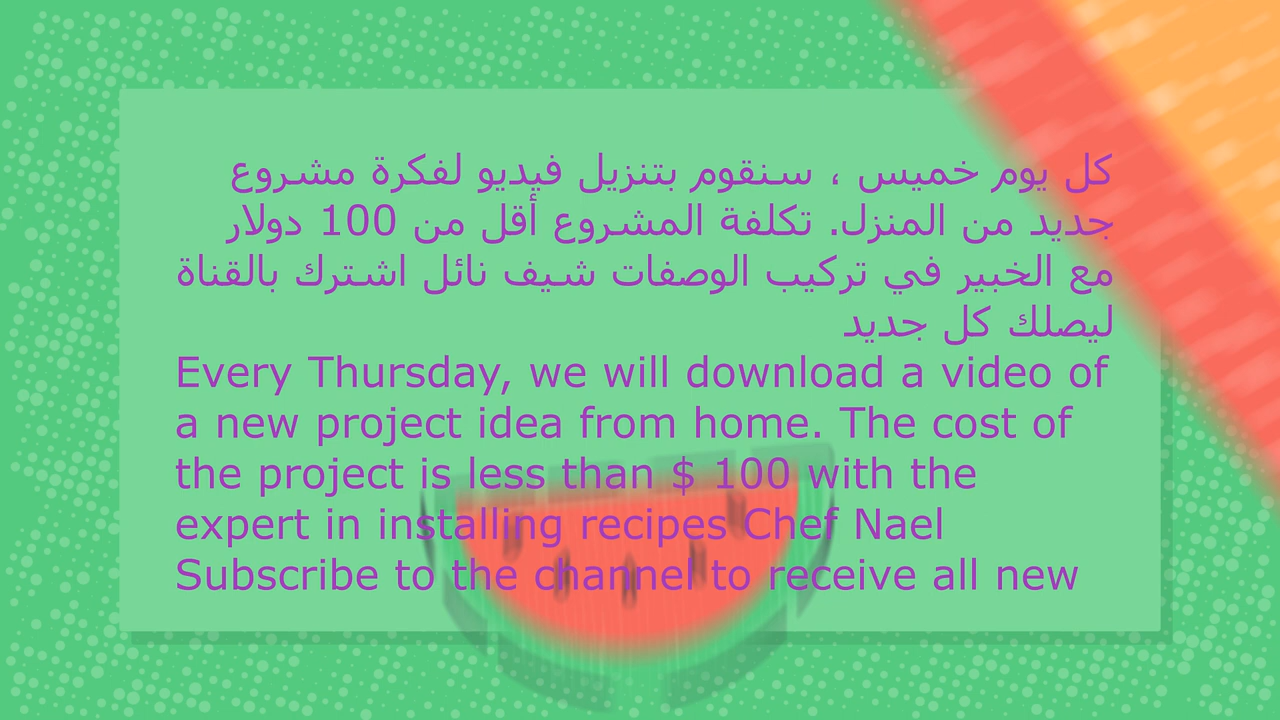 كل يوم خميس ، سنقوم بتنزيل فيديو لفكرة مشروع
جديد من المنزل. تكلفة المشروع أقل من 100 دولار
مع الخبير في تركيب الوصفات شيف نائل اشترك بالقناة
ليصلك كل جديد
Every Thursday, we will download a video of
a new project idea from home. The cost of
the project is less than $ 100 with the
expert in installing recipes Chef Nael
Subscribe to the channel to receive all new